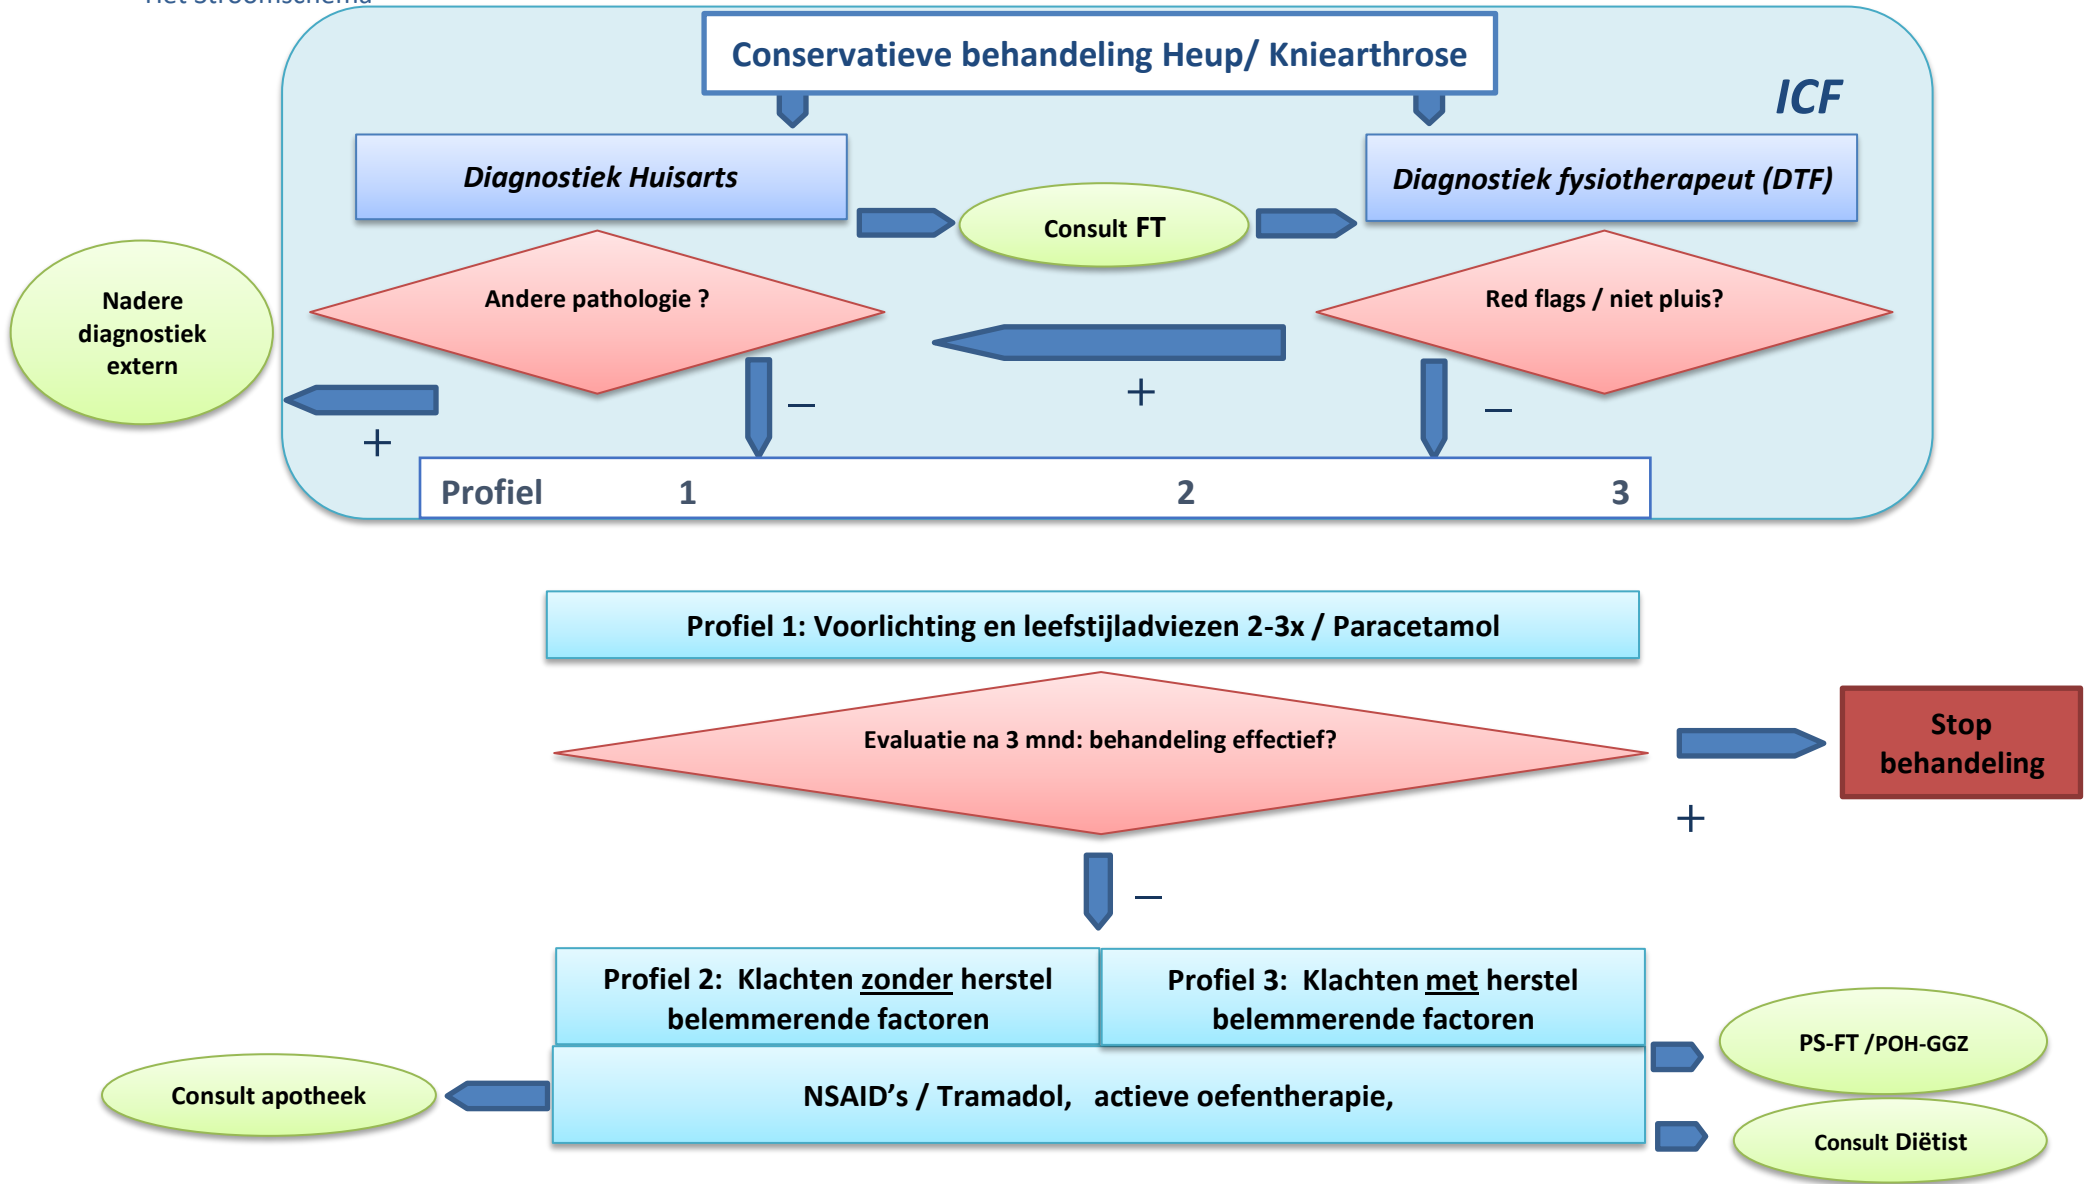 Het Stroomschema
Conservatieve behandeling Heup/ Kniearthrose
ICF
Diagnostiek Huisarts
Diagnostiek fysiotherapeut (DTF)
Consult FT
Nadere
diagnostiek
extern
Andere pathologie ?
Red flags / niet pluis?
+
–
+
–
Profiel 1 2 3
Profiel 1: Voorlichting en leefstijladviezen 2-3x / Paracetamol
Evaluatie na 3 mnd: behandeling effectief?
Stop
behandeling
+
–
Profiel 2: Klachten zonder herstel
belemmerende factoren
Profiel 3: Klachten met herstel
belemmerende factoren
PS-FT /POH-GGZ
Consult apotheek
NSAID’s / Tramadol, actieve oefentherapie,
Consult Diëtist